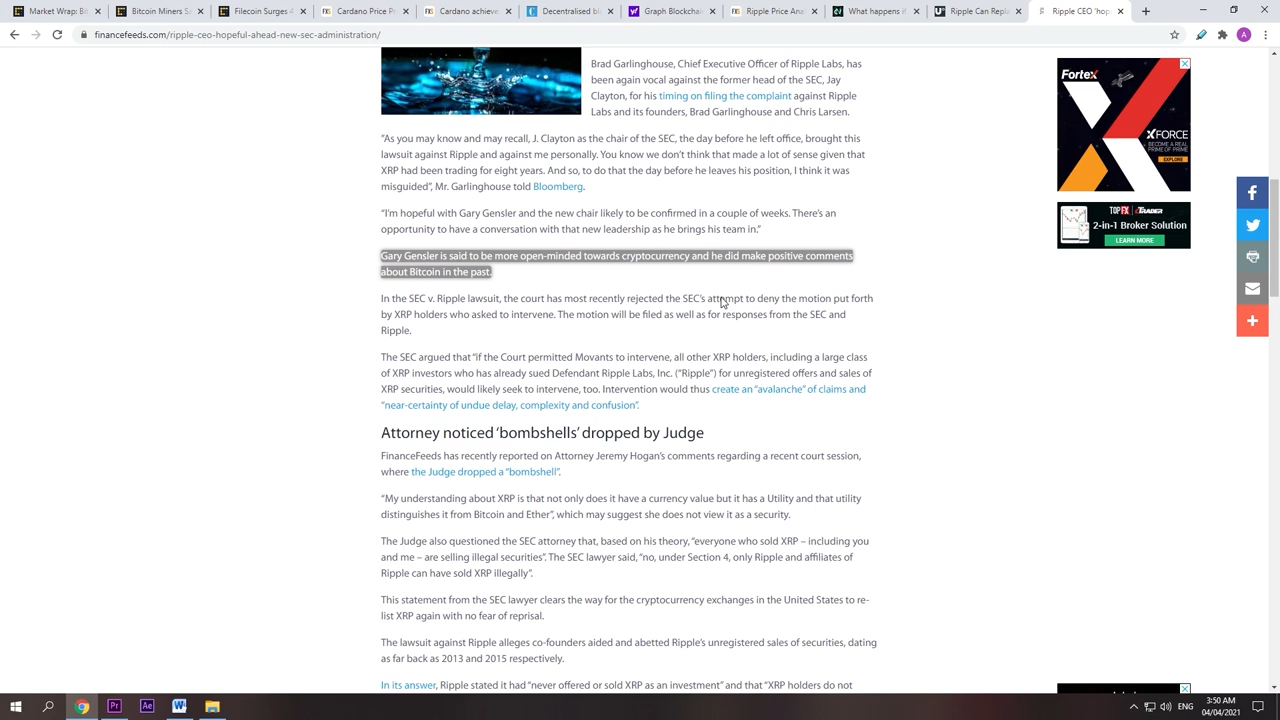 Market Wrap: Bit
Bitcoin Miners Sa
Filecoin Surges 4
Cardano Price Pr
Cardano achieve
Decentralised bl
Graph Blockchai
Ripple Price Ana
What happens if
Ripple Can Repla
Ripple CEO 'hop
financefeeds.com/ripple-ceo-hopeful-ahead-new-sec-administration/
A
Brad Garlinghouse, Chief Executive Officer of Ripple Labs, has
been again vocal against the former head of the SEC, Jay
Clayton, for his timing on filing the complaint against Ripple
Labs and its founders, Brad Garlinghouse and Chris Larsen.
"As you may know and may recall, J. Clayton as the chair of the SEC, the day before he left office, brought this
lawsuit against Ripple and against me personally. You know we don't think that made a lot of sense given that
XRP had been trading for eight years. And so, to do that the day before he leaves his position, I think it was
misguided", Mr. Garlinghouse told Bloomberg.
"I'm hopeful with Gary Gensler and the new chair likely to be confirmed in a couple of weeks. There's an
opportunity to have a conversation with that new leadership as he brings his team in."
Gary Gensler is said to be more open-minded towards cryptocurrency and he did make positive comments
about Bitcoin in the past.
In the SEC v. Ripple lawsuit, the court has most recently rejected the SEC's attempt to deny the motion put forth
by XRP holders who asked to intervene. The motion will be filed as well as for responses from the SEC and
Ripple.
The SEC argued that "if the Court permitted Movants to intervene, all other XRP holders, including a large class
of XRP investors who has already sued Defendant Ripple Labs, Inc. ("Ripple") for unregistered offers and sales of
XRP securities, would likely seek to intervene, too. Intervention would thus create an "avalanche" of claims and
"near-certainty of undue delay, complexity and confusion".
Attorney noticed 'bombshells' dropped by Judge
FinanceFeeds has recently reported on Attorney Jeremy Hogan's comments regarding a recent court session,
where the Judge dropped a "bombshell".
"My understanding about XRP is that not only does it have a currency value but it has a Utility and that utility
distinguishes it from Bitcoin and Ether", which may suggest she does not view it as a security.
The Judge also questioned the SEC attorney that, based on his theory, "everyone who sold XRP – including you
and me – are selling illegal securities". The SEC lawyer said, "no, under Section 4, only Ripple and affiliates of
Ripple can have sold XRP illegally".
This statement from the SEC lawyer clears the way for the cryptocurrency exchanges in the United States to re-
list XRP again with no fear of reprisal.
The lawsuit against Ripple alleges co-founders aided and abetted Ripple's unregistered sales of securities, dating
as far back as 2013 and 2015 respectively.
In its answer, Ripple stated it had "never offered or sold XRP as an investment" and that "XRP holders do not
Fortex
XFORCE
BECOME A REAL
PRIME OF PRIME
EXPLORE
TOPFX cTRADER
2-in-1 Broker Solution
LEARN MORE
ENG
3:50 AM
04/04/2021